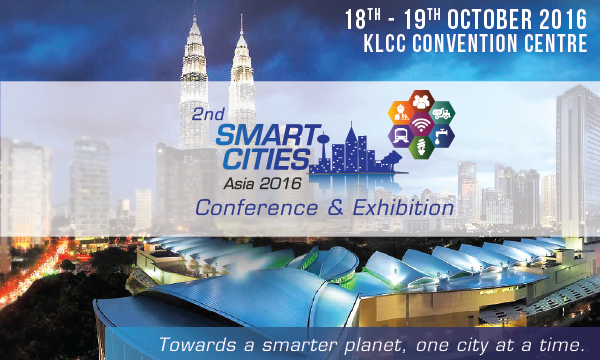 18TH - 19TH OCTOBER 2016
KLCC CONVENTION CENTRE
2nd
SMART
CITIES
Asia 2016
Conference & Exhibition
Towards a smarter planet, one city at a time.